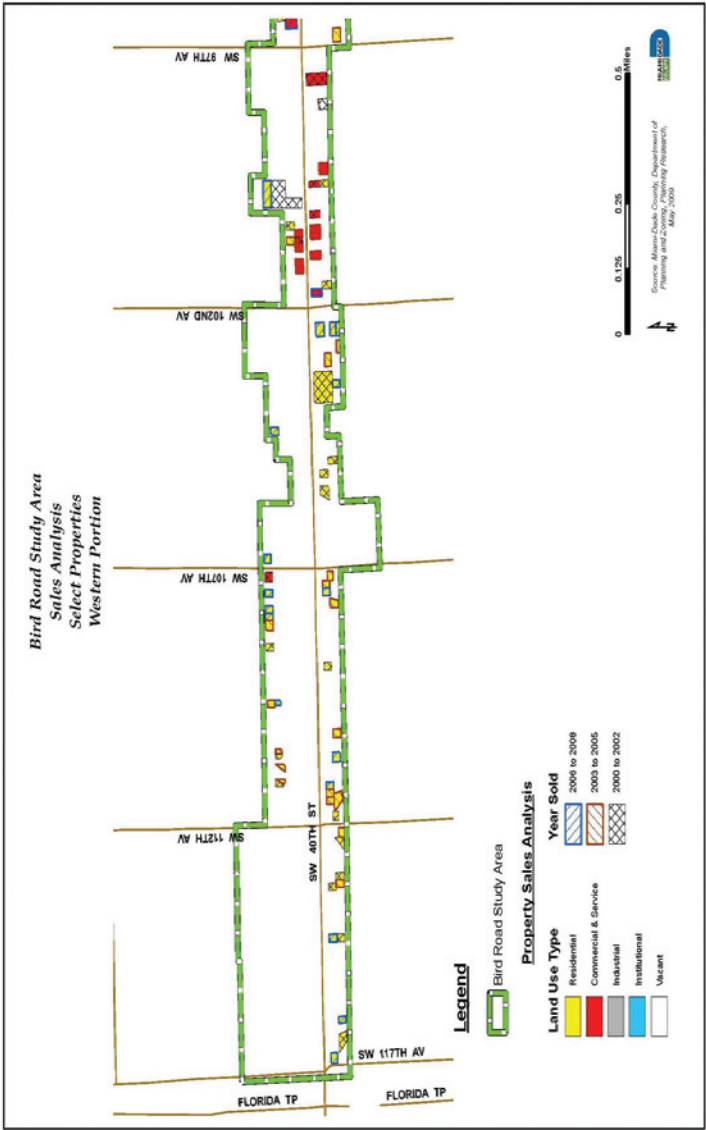 Bird Road Study Area
Sales Analysis
Select Properties
Western Portion
FLORIDA TP
FLORIDA TP
SW 117TH AV
SW 112TH AV
SW 40TH ST
SW 107TH AV
SW 102ND AV
SW 97TH AV
Legend
Bird Road Study Area
Property Sales Analysis
Land Use Type
Residential
Commercial & Service
Industrial
Institutional
Vacant
Year Sold
2006 to 2008
2003 to 2005
2000 to 2002
0
0.125
0.25
0.5
Miles
N
Source: Miami-Dade County, Department of
Planning and Zoning, Planning Research,
May 2009
MIAMI-DADE
COUNTY